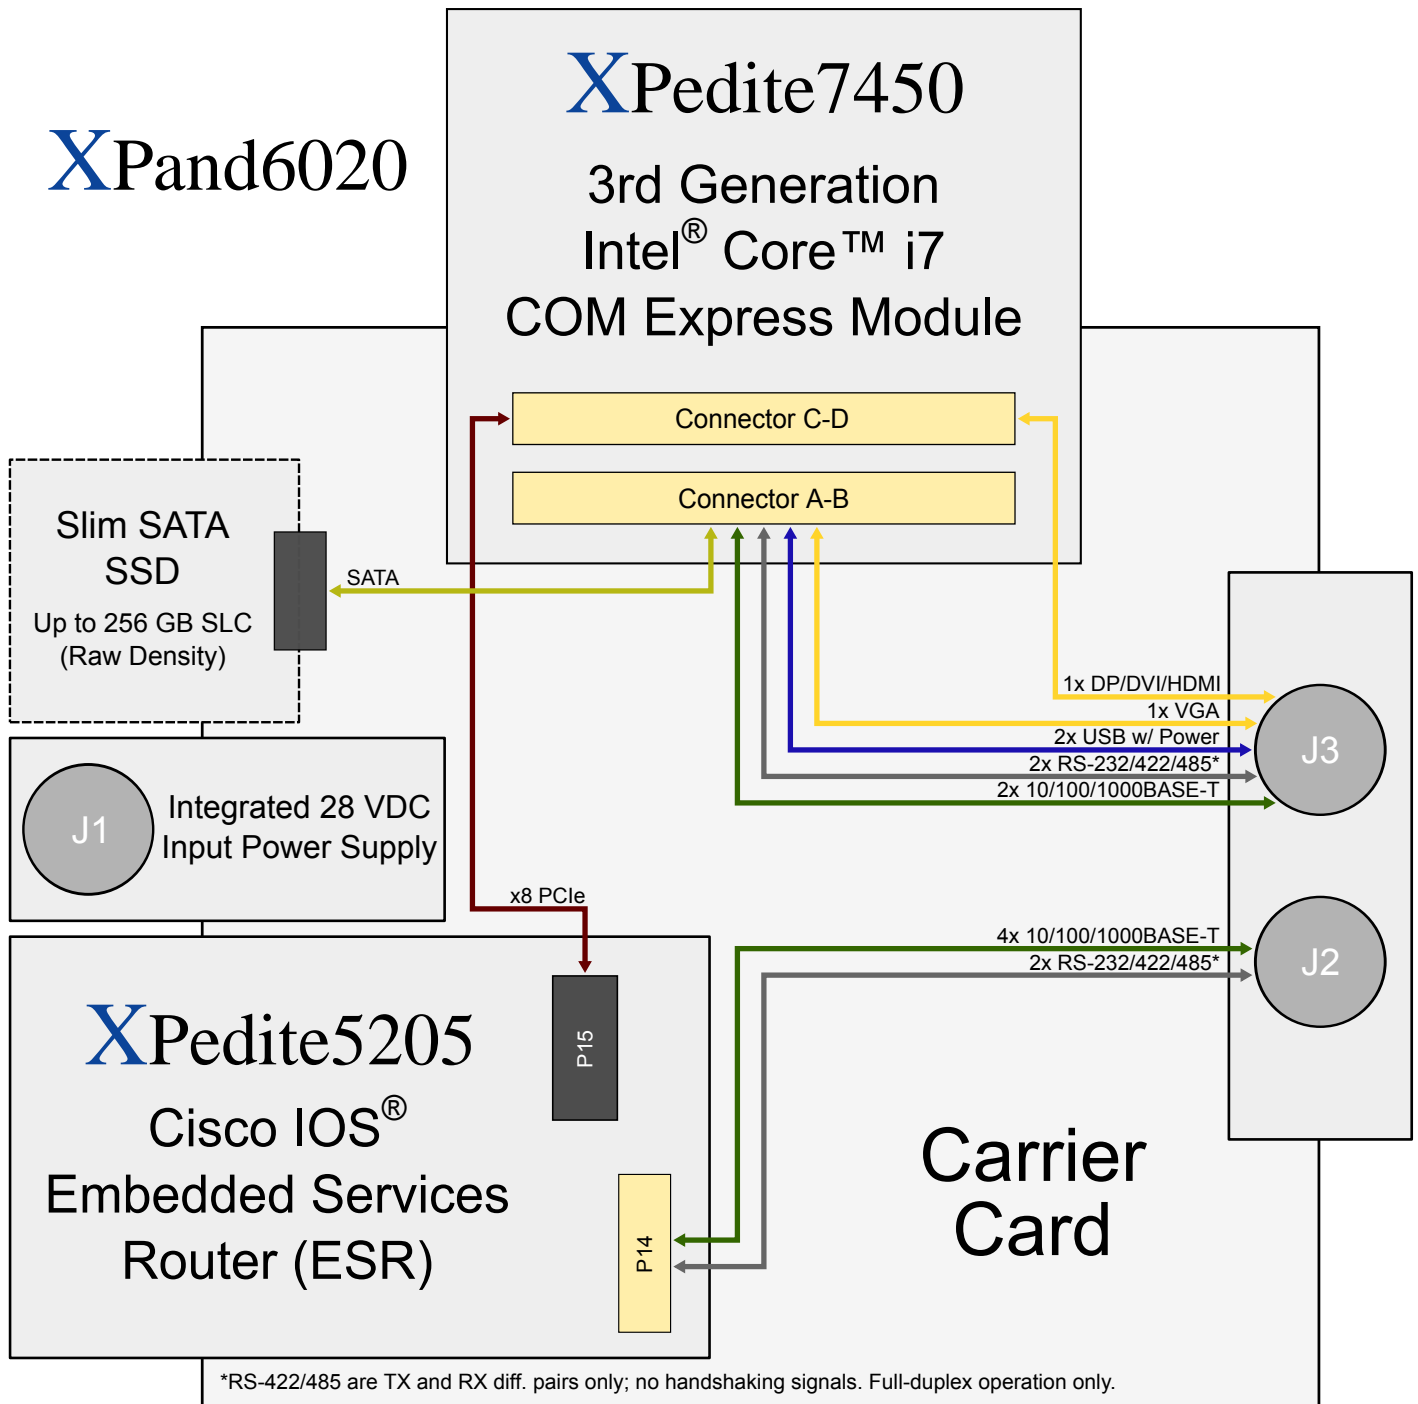 XPedite7450
XPand6020
3rd Generation
Intel® Core™ i7
COM Express Module
Connector C-D
Connector A-B
Slim SATA
SSD
Up to 256 GB SLC
(Raw Density)
SATA
1x DP/DVI/HDMI
1x VGA
2x USB w/ Power
2x RS-232/422/485*
2x 10/100/1000BASE-T
J3
J1
Integrated 28 VDC
Input Power Supply
x8 PCIe
4x 10/100/1000BASE-T
2x RS-232/422/485*
J2
XPedite5205
Cisco IOS®
Embedded Services
Router (ESR)
P15
P14
Carrier
Card
*RS-422/485 are TX and RX diff. pairs only; no handshaking signals. Full-duplex operation only.